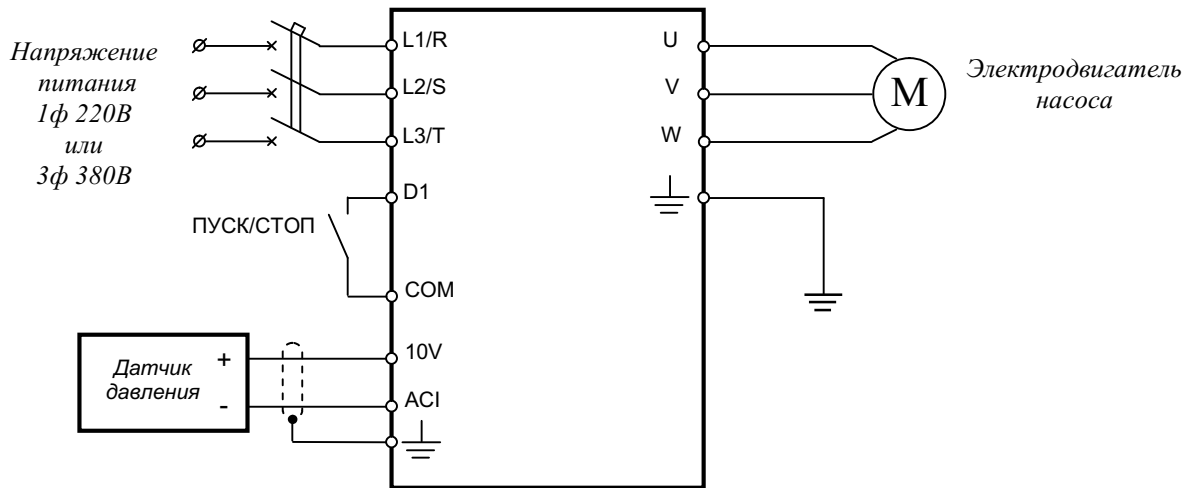 Напряжение
питания
1ф 220В
или
3ф 380В
L1/R
L2/S
L3/T
D1
ПУСК/СТОП
COM
Датчик
давления
+
-
10V
ACI
U
V
W
M
Электродвигатель
насоса